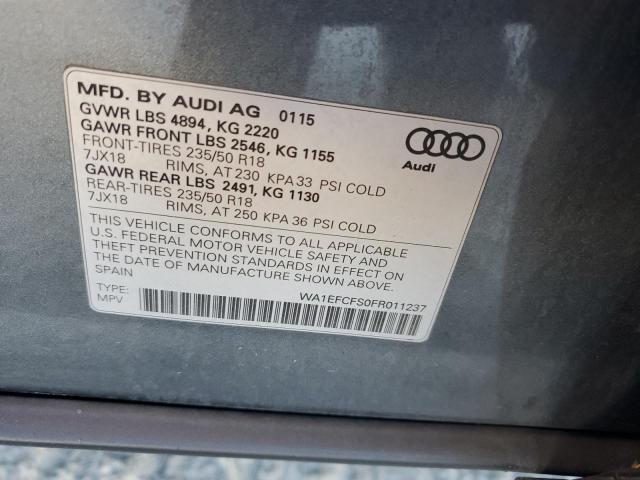 MFD. BY AUDI AG 0115
GVWR LBS 4894, KG 2220
GAWR FRONT LBS 2546, KG 1155
FRONT-TIRES 235/50 R18
7JX18 RIMS, AT 230 KPA 33 PSI COLD
GAWR REAR LBS 2491, KG 1130
REAR-TIRES 235/50 R18
7JX18 RIMS, AT 250 KPA 36 PSI COLD
Audi
THIS VEHICLE CONFORMS TO ALL APPLICABLE
U.S. FEDERAL MOTOR VEHICLE SAFETY AND
THEFT PREVENTION STANDARDS IN EFFECT ON
THE DATE OF MANUFACTURE SHOWN ABOVE.
SPAIN
TYPE:
MPV
WA1EFCFS0FR011237